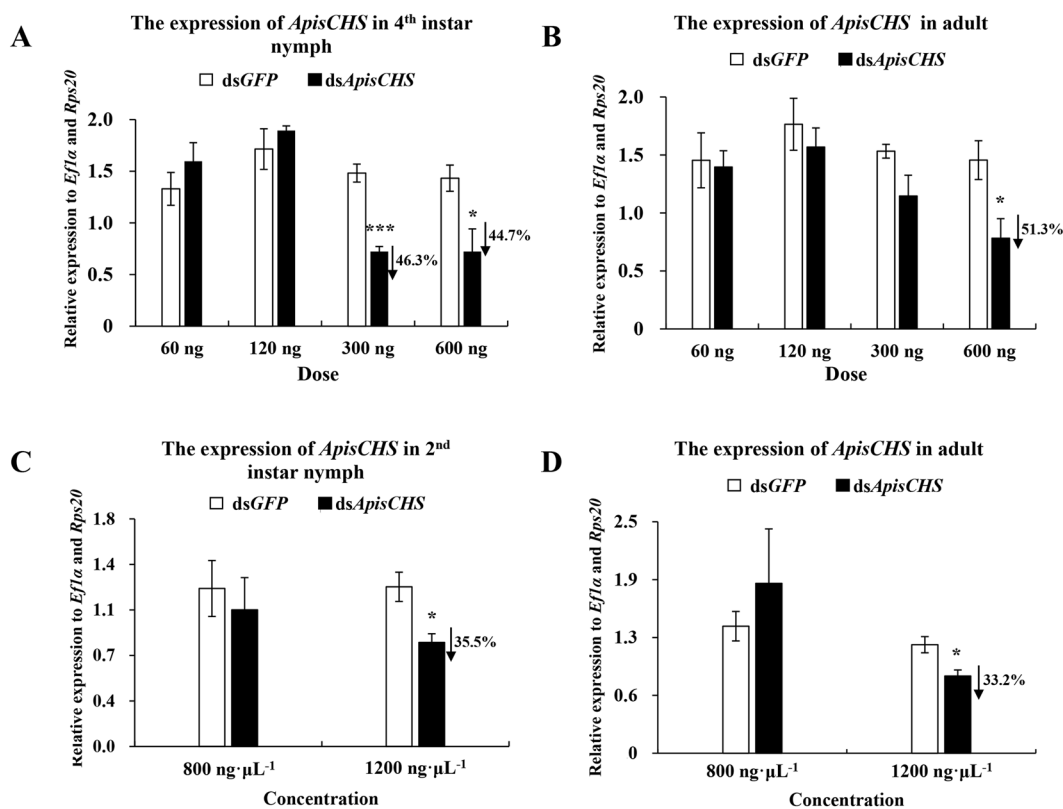 A
The expression of ApisCHS in 4th instar
nymph
dsGFP dsApisCHS
Relative expression to Ef1α and Rps20
2.0
1.5
1.0
0.5
0
***
46.3%
*
44.7%
60 ng 120 ng 300 ng 600 ng
Dose
B
The expression of ApisCHS in adult
dsGFP dsApisCHS
Relative expression to Ef1α and Rps20
2.0
1.5
1.0
0.5
0
*
51.3%
60 ng 120 ng 300 ng 600 ng
Dose
C
The expression of ApisCHS in 2nd
instar nymph
dsGFP dsApisCHS
Relative expression to Ef1α and Rps20
1.8
1.4
1.1
0.7
0.4
0.0
*
35.5%
800 ng·µL-1 1200 ng·µL-1
Concentration
D
The expression of ApisCHS in adult
dsGFP dsApisCHS
Relative expression to Ef1α and Rps20
2.5
1.9
1.3
0.6
0
*
33.2%
800 ng·µL-1 1200 ng·µL-1
Concentration